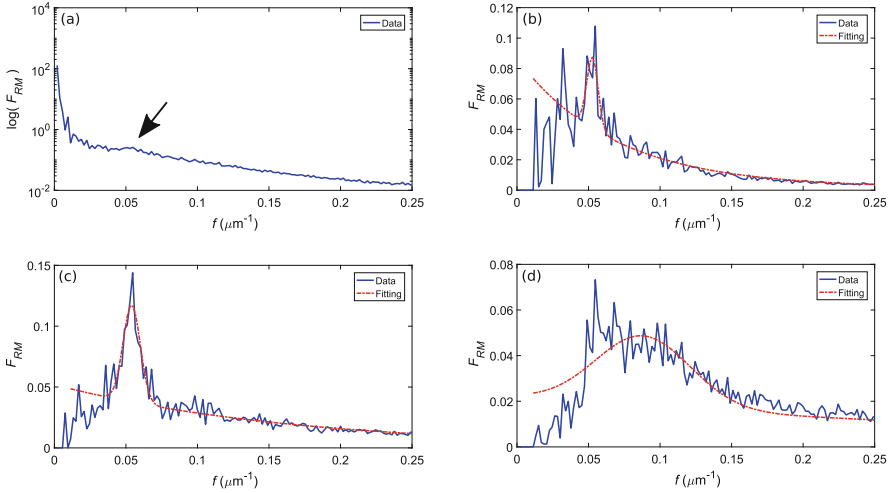 (a)
Data
10^4
10^2
10^0
10^-2
log( F_RM )
0 0.05 0.1 0.15 0.2 0.25
f (μm^-1)
(b)
Data
Fitting
0.12
0.1
0.08
0.06
0.04
0.02
0
F_RM
0 0.05 0.1 0.15 0.2 0.25
f (μm^-1)
(c)
Data
Fitting
0.15
0.1
0.05
0
F_RM
0 0.05 0.1 0.15 0.2 0.25
f (μm^-1)
(d)
Data
Fitting
0.08
0.06
0.04
0.02
0
F_RM
0 0.05 0.1 0.15 0.2 0.25
f (μm^-1)